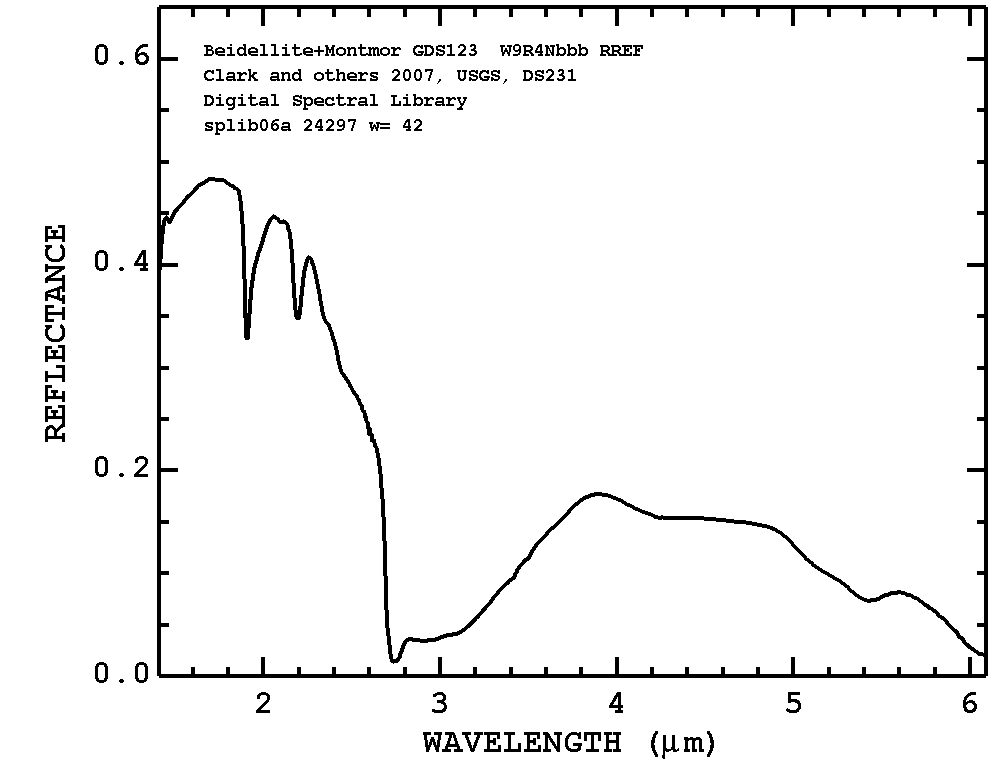 Beidellite+Montmor GDS123  W9R4Nbbb RREF
Clark and others 2007, USGS, DS231
Digital Spectral Library
splib06a 24297 w= 42
REFLECTANCE
0.6
0.4
0.2
0.0
2 3 4 5 6
WAVELENGTH (μm)